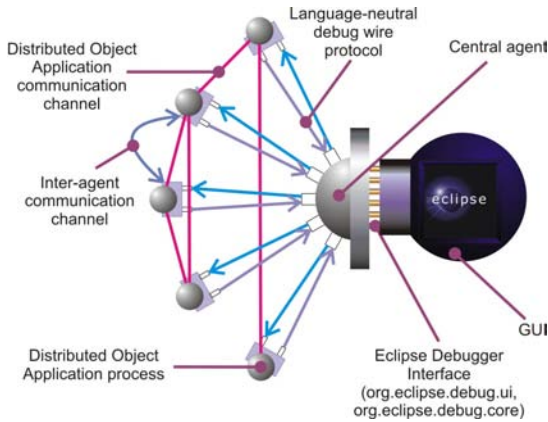 Distributed Object
Application
communication
channel
Language-neutral
debug wire
protocol
Central agent
Inter-agent
communication
channel
eclipse
GUI
Distributed Object
Application process
Eclipse Debugger
Interface
(org.eclipse.debug.ui,
org.eclipse.debug.core)